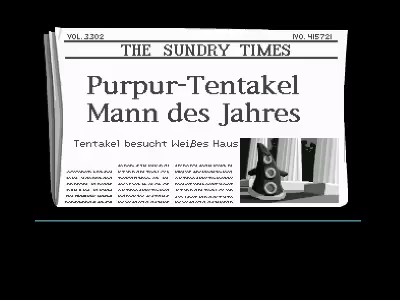 VOL. 3302 NO. 415721
THE SUNDRY TIMES
Purpur-Tentakel
Mann des Jahres
Tentakel besucht Weißes Haus